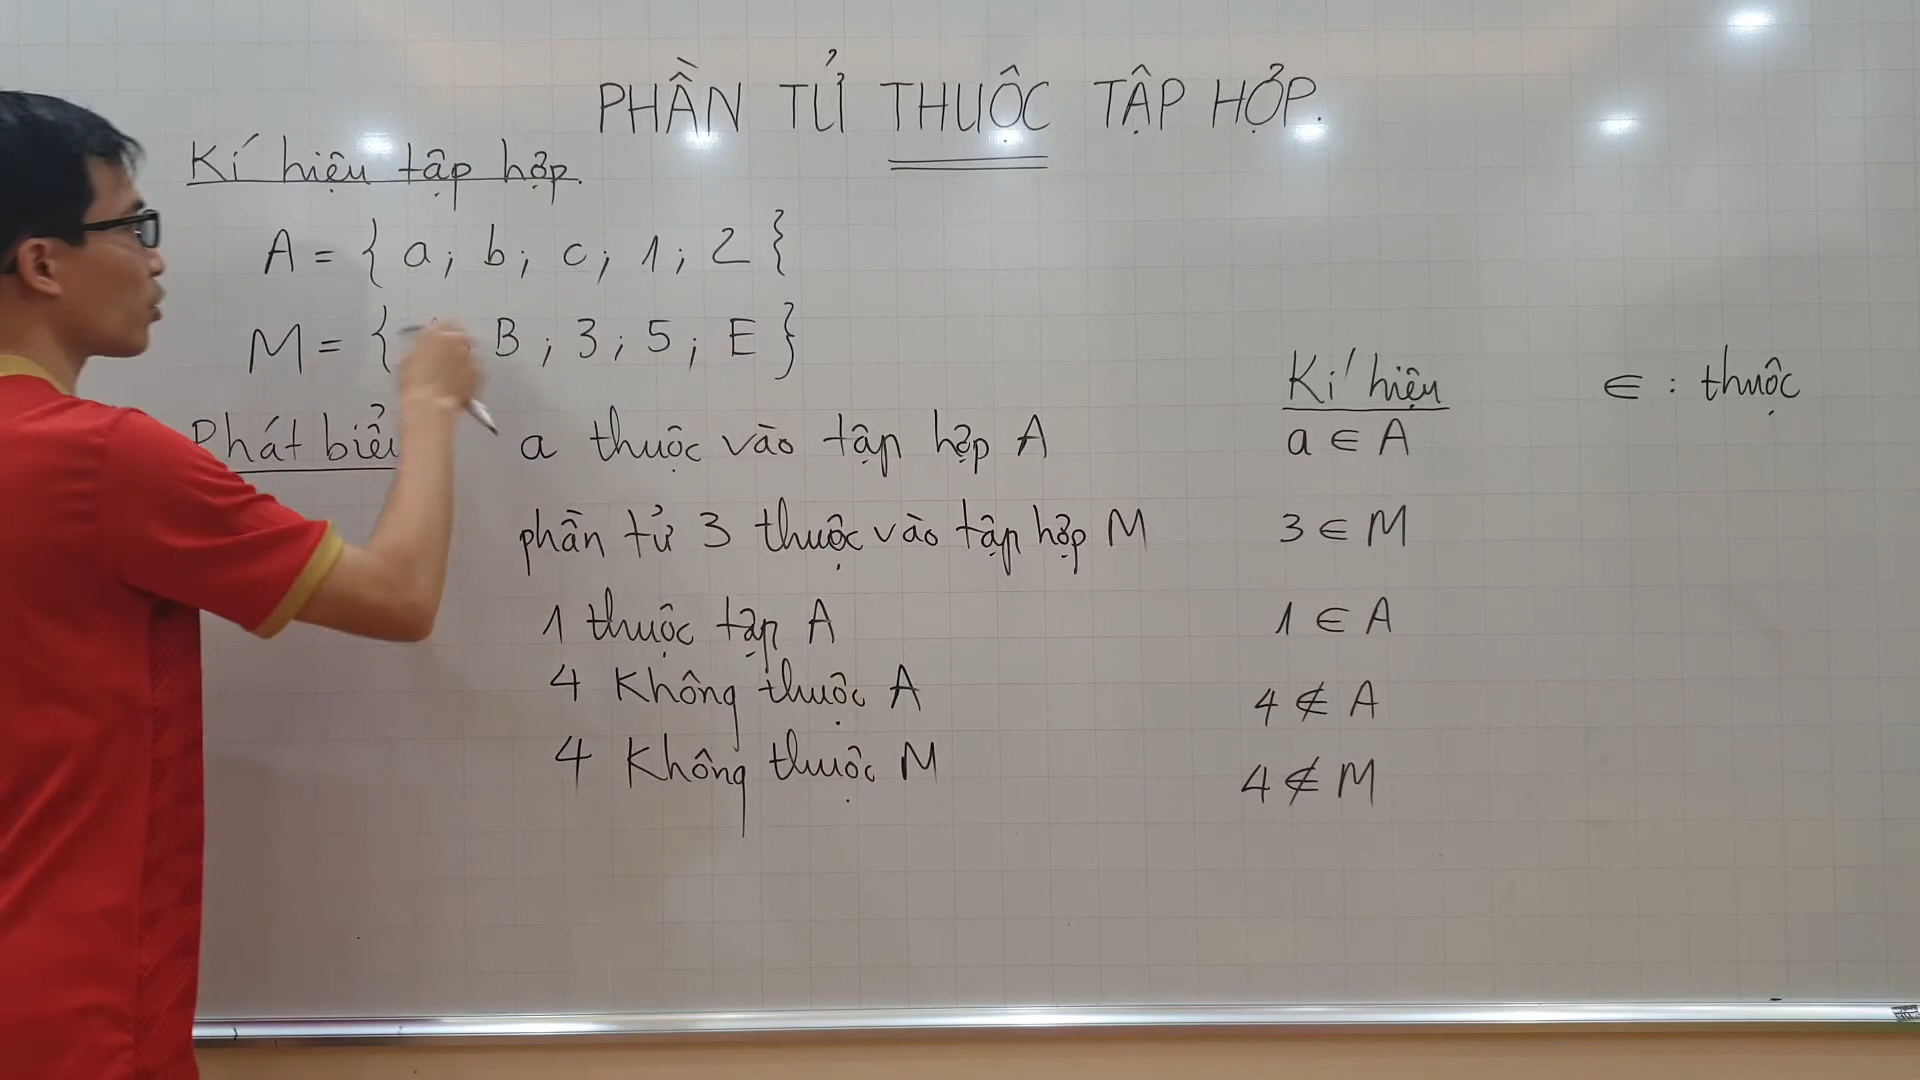 PHẦN TỬ THUỘC TẬP HỢP.
Kí hiệu tập hợp.
A = { a ; b ; c ; 1 ; 2 }
M = { B ; 3 ; 5 ; E }
Kí hiệu
∈ : thuộc
Phát biểu
a thuộc vào tập hợp A
a ∈ A
phần tử 3 thuộc vào tập hợp M
3 ∈ M
1 thuộc tập A
1 ∈ A
4 Không thuộc A
4 ∉ A
4 Không thuộc M
4 ∉ M